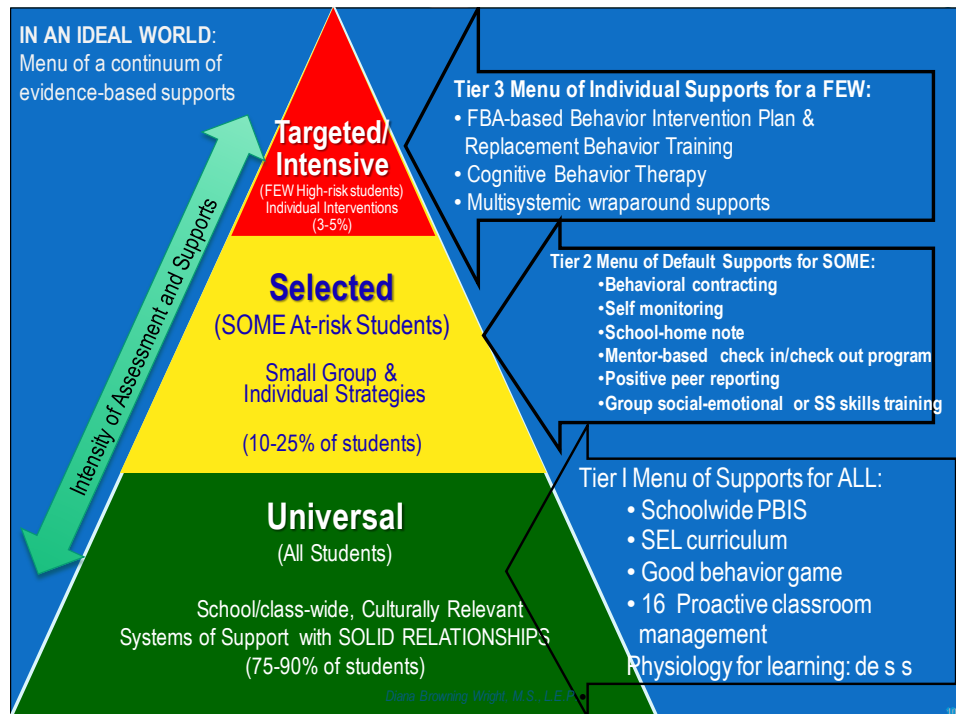 IN AN IDEAL WORLD:
Menu of a continuum of
evidence-based supports
Intensity of Assessment and Supports
Targeted/
Intensive
(FEW High-risk students)
Individual Interventions
(3-5%)
Selected
(SOME At-risk Students)
Small Group &
Individual Strategies
(10-25% of students)
Universal
(All Students)
School/class-wide, Culturally Relevant
Systems of Support with SOLID RELATIONSHIPS
(75-90% of students)
Tier 3 Menu of Individual Supports for a FEW:
• FBA-based Behavior Intervention Plan &
Replacement Behavior Training
• Cognitive Behavior Therapy
• Multisystemic wraparound supports
Tier 2 Menu of Default Supports for SOME:
•Behavioral contracting
•Self monitoring
•School-home note
•Mentor-based check in/check out program
•Positive peer reporting
•Group social-emotional or SS skills training
Tier I Menu of Supports for ALL:
• Schoolwide PBIS
• SEL curriculum
• Good behavior game
• 16 Proactive classroom
management
Physiology for learning: de s s
Diana Browning Wright, M.S., L.E.P. •
10